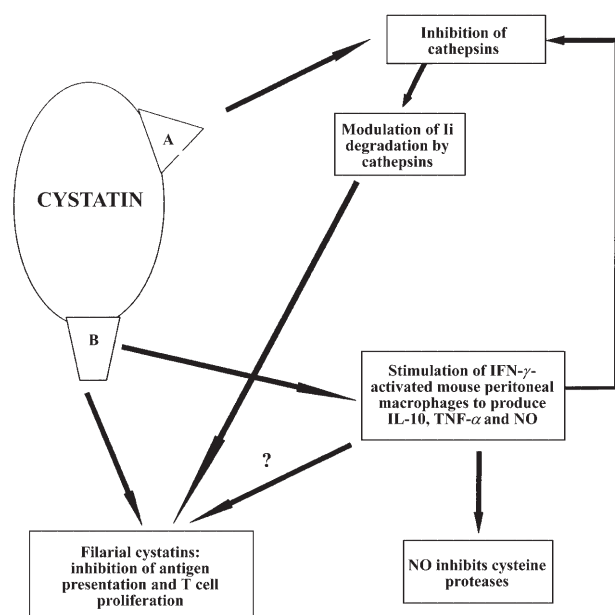 Inhibition of
cathepsins
A
Modulation of Ii
degradation by
cathepsins
CYSTATIN
B
Stimulation of IFN-γ-
activated mouse peritoneal
macrophages to produce
IL-10, TNF-α and NO
?
Filarial cystatins:
inhibition of antigen
presentation and T cell
proliferation
NO inhibits cysteine
proteases